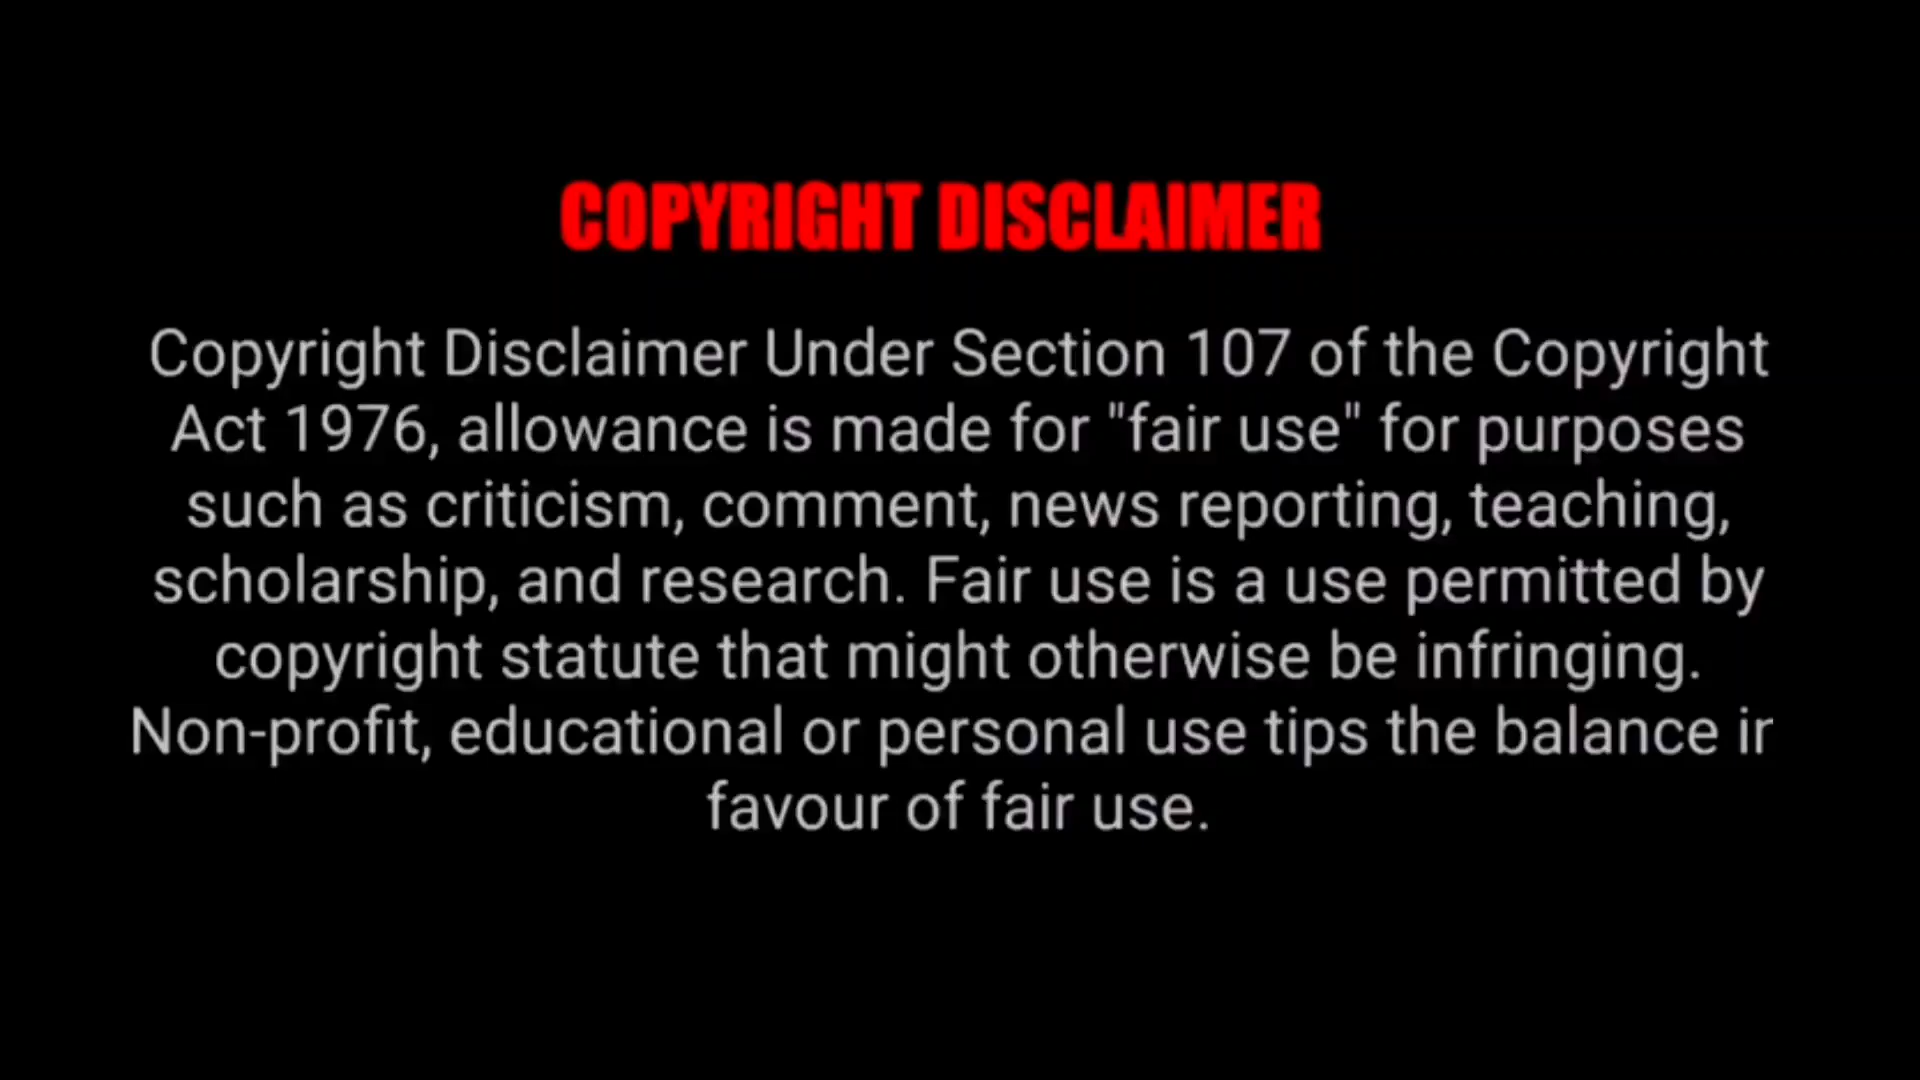 COPYRIGHT DISCLAIMER
Copyright Disclaimer Under Section 107 of the Copyright
Act 1976, allowance is made for "fair use" for purposes
such as criticism, comment, news reporting, teaching,
scholarship, and research. Fair use is a use permitted by
copyright statute that might otherwise be infringing.
Non-profit, educational or personal use tips the balance ir
favour of fair use.